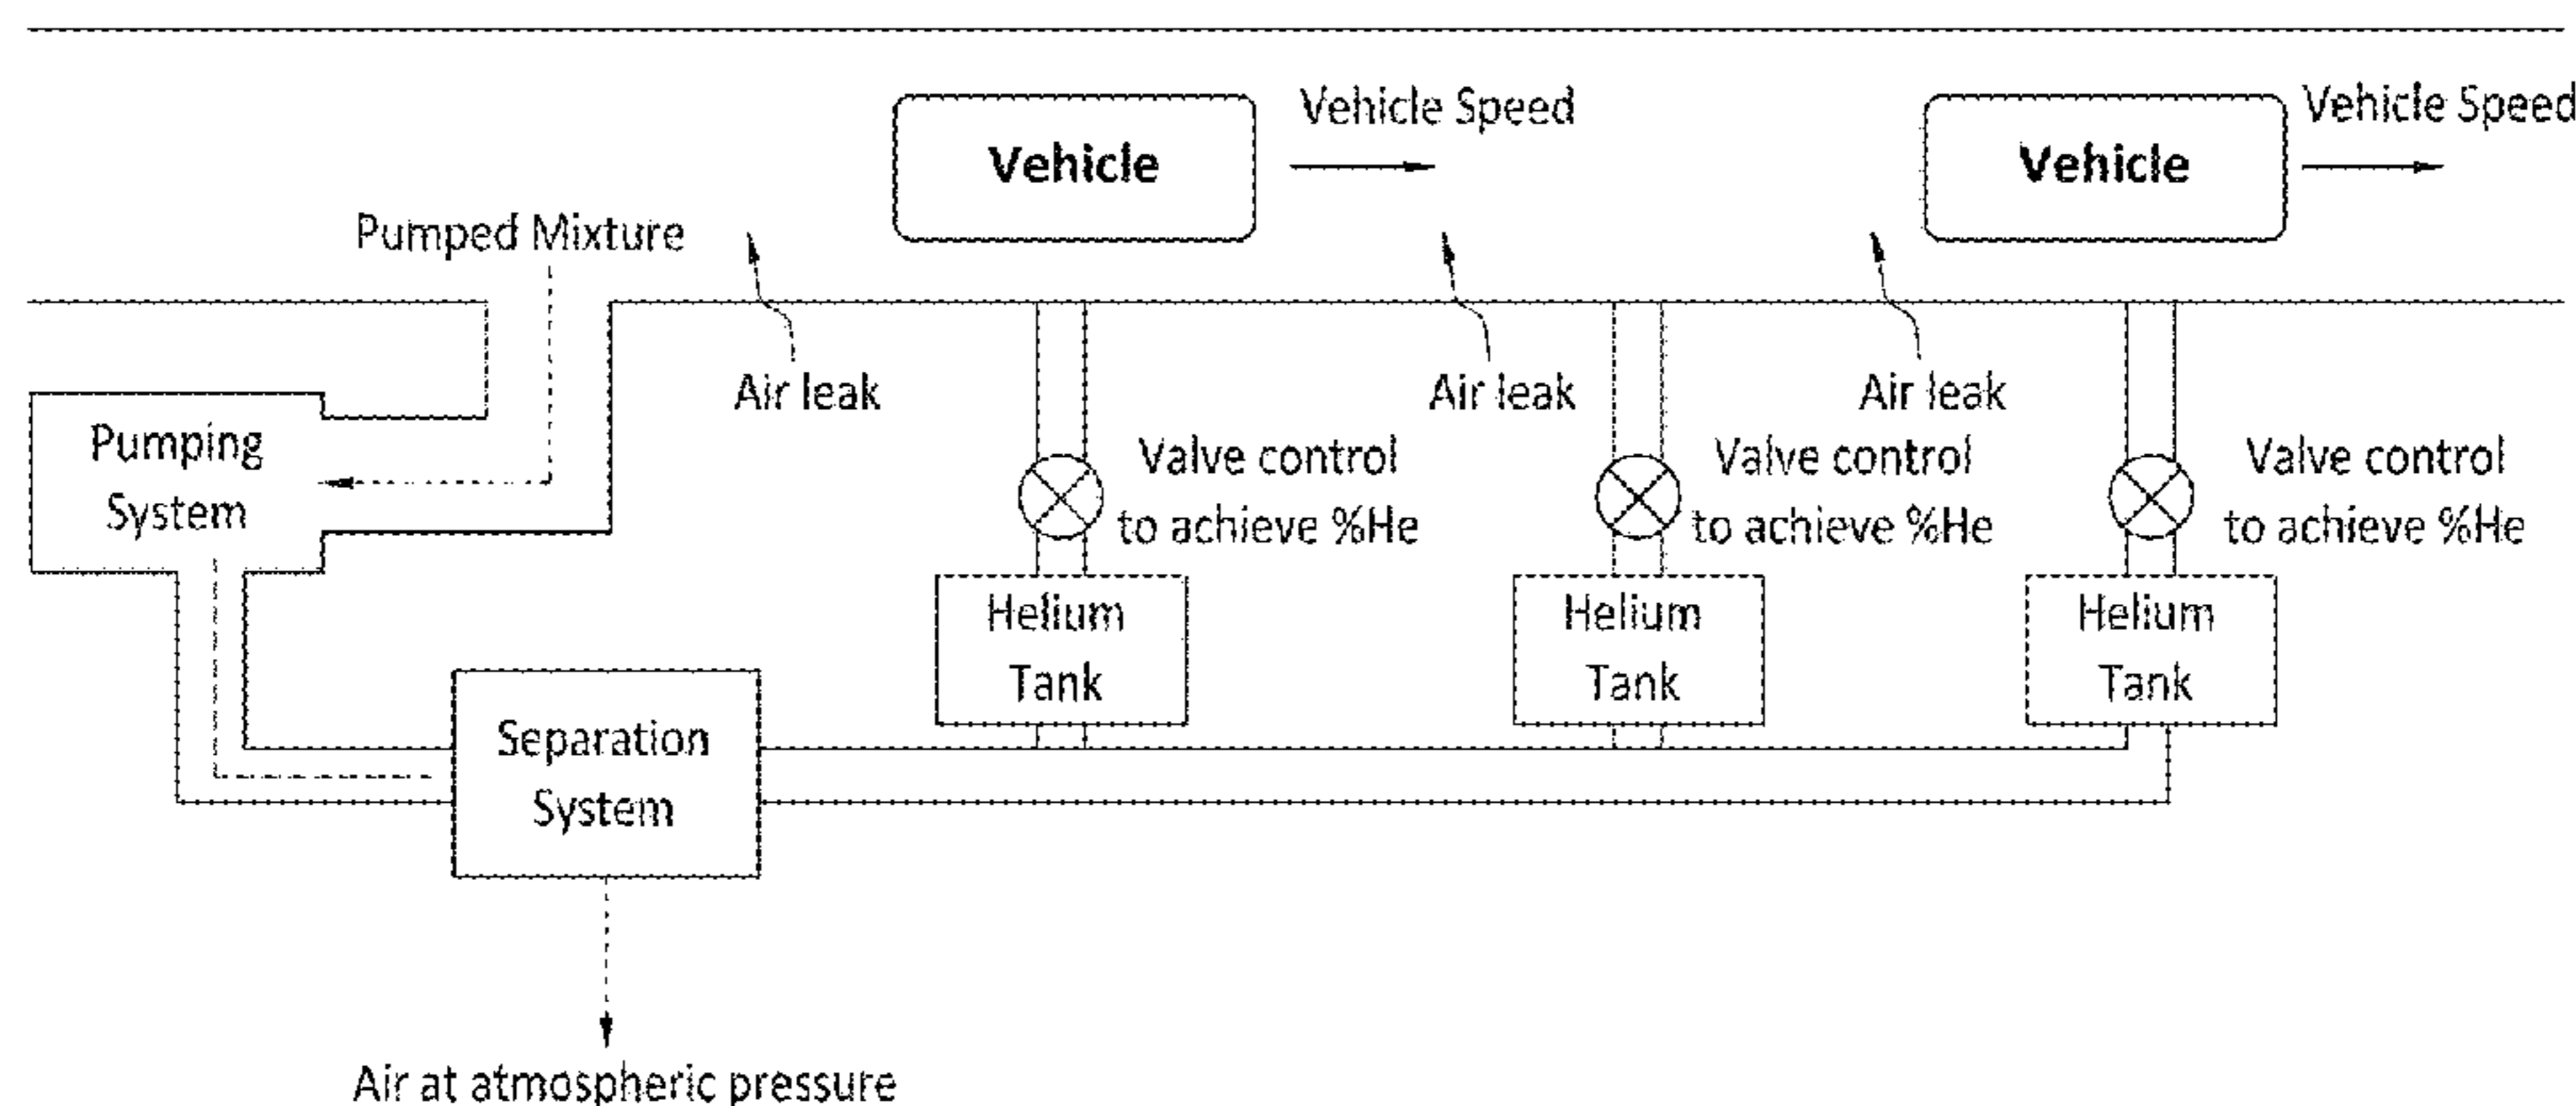 Vehicle Speed
Vehicle
Vehicle Speed
Vehicle
Pumped Mixture
Air leak
Air leak
Air leak
Pumping
System
Valve control
to achieve %He
Valve control
to achieve %He
Valve control
to achieve %He
Helium
Tank
Helium
Tank
Helium
Tank
Separation
System
Air at atmospheric pressure